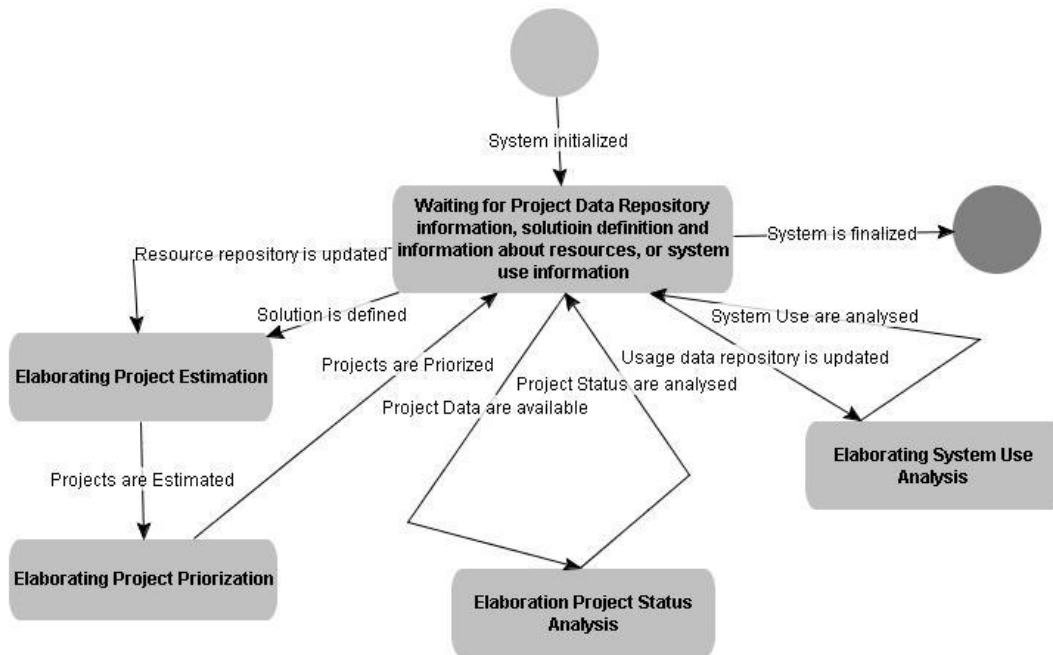 System initialized
Waiting for Project Data Repository
information, solutioin definition and
information about resources, or system
use information
System is finalized
Resource repository is updated
Solution is defined
System Use are analysed
Usage data repository is updated
Projects are Priorized
Project Status are analysed
Project Data are available
Elaborating Project Estimation
Elaborating System Use
Analysis
Projects are Estimated
Elaborating Project Priorization
Elaboration Project Status
Analysis